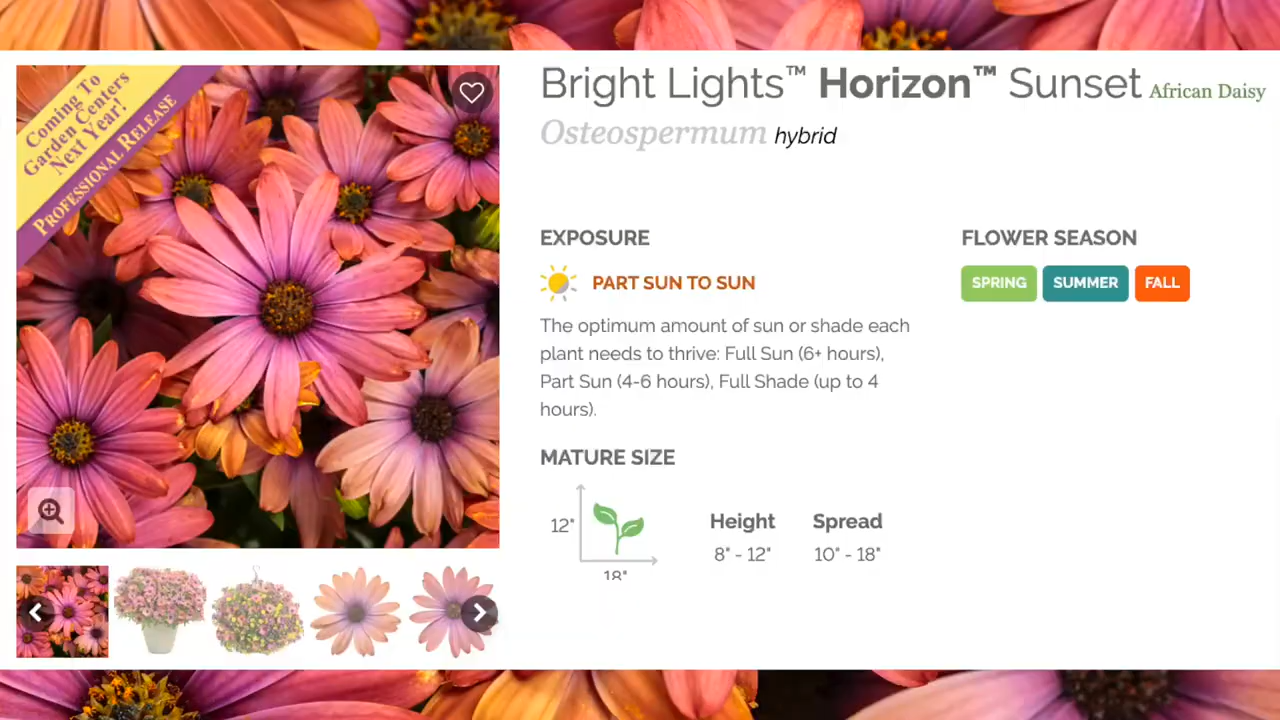 Coming To
Garden Centers
Next Year!
PROFESSIONAL RELEASE
Bright Lights™ Horizon™ Sunset African Daisy
Osteospermum hybrid
EXPOSURE
PART SUN TO SUN
The optimum amount of sun or shade each
plant needs to thrive: Full Sun (6+ hours),
Part Sun (4-6 hours), Full Shade (up to 4
hours).
FLOWER SEASON
SPRING SUMMER FALL
MATURE SIZE
12"
18"
Height Spread
8" - 12" 10" - 18"